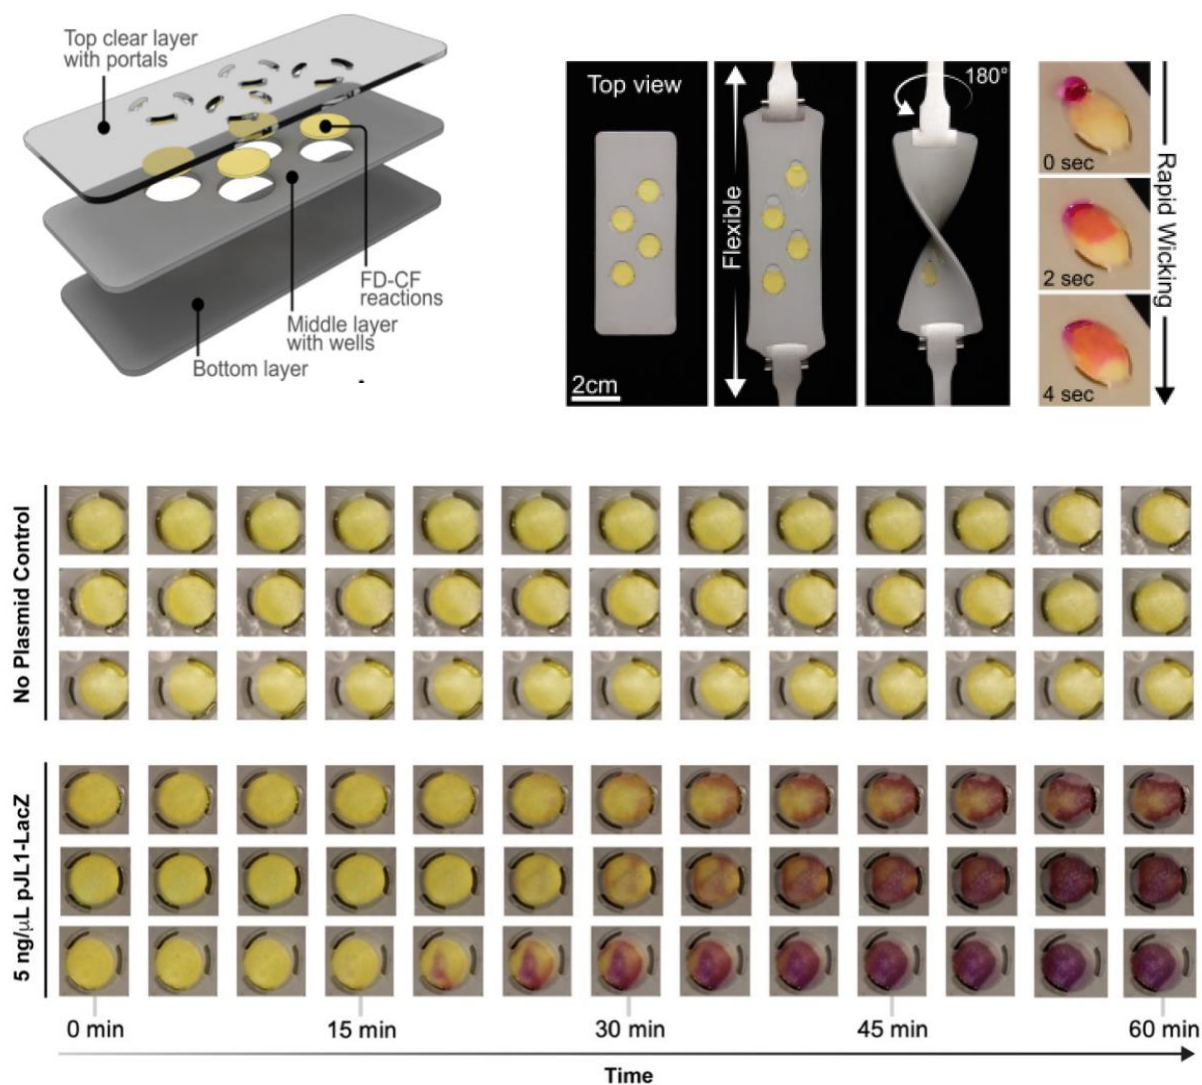 Top clear layer
with portals
FD-CF
reactions
Middle layer
with wells
Bottom layer
Top view
2cm
Flexible
180°
0 sec
2 sec
4 sec
Rapid Wicking
No Plasmid Control
5 ng/μL pJL1-LacZ
0 min
15 min
30 min
45 min
60 min
Time